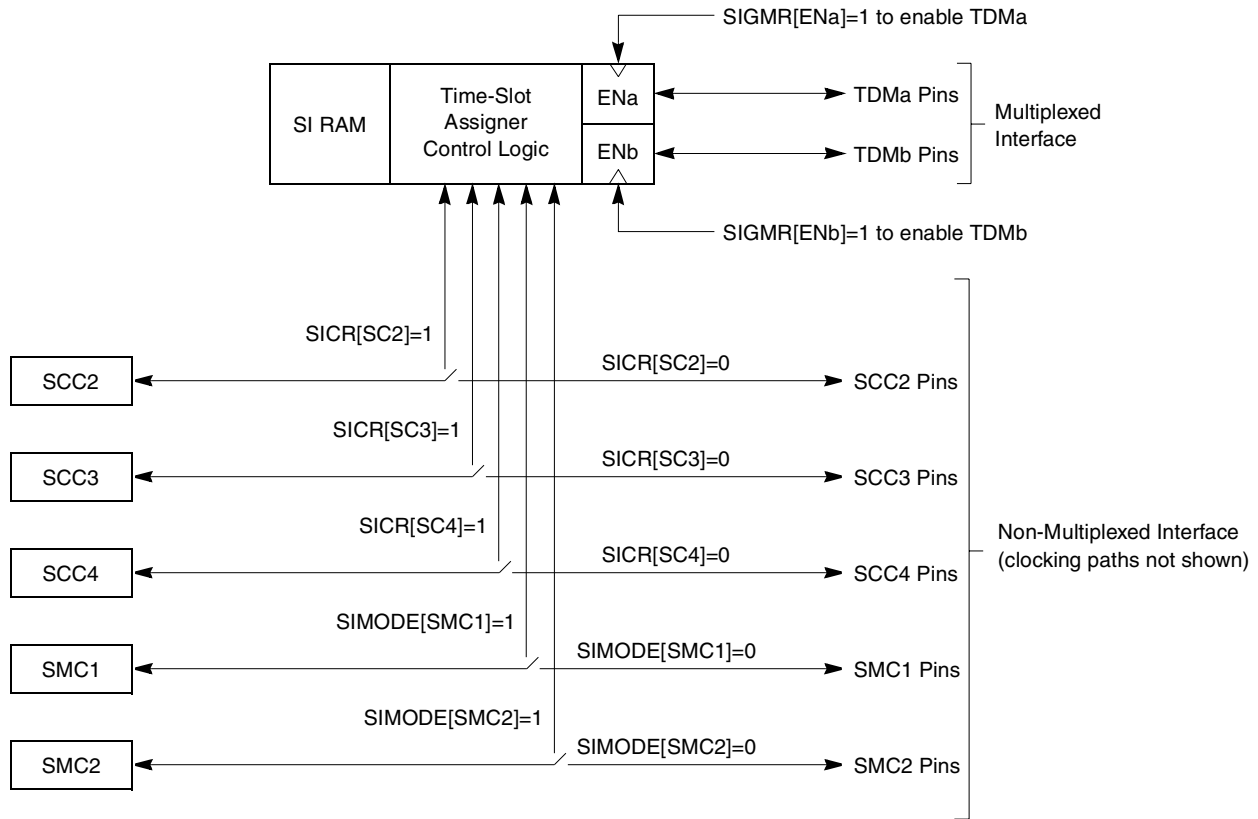 SIGMR[ENa]=1 to enable TDMa
SI RAM
Time-Slot
Assigner
Control Logic
ENa
ENb
TDMa Pins
TDMb Pins
Multiplexed
Interface
SIGMR[ENb]=1 to enable TDMb
SICR[SC2]=1
SCC2
SICR[SC2]=0
SCC2 Pins
SICR[SC3]=1
SCC3
SICR[SC3]=0
SCC3 Pins
SICR[SC4]=1
SCC4
SICR[SC4]=0
SCC4 Pins
Non-Multiplexed Interface
(clocking paths not shown)
SIMODE[SMC1]=1
SMC1
SIMODE[SMC1]=0
SMC1 Pins
SIMODE[SMC2]=1
SMC2
SIMODE[SMC2]=0
SMC2 Pins